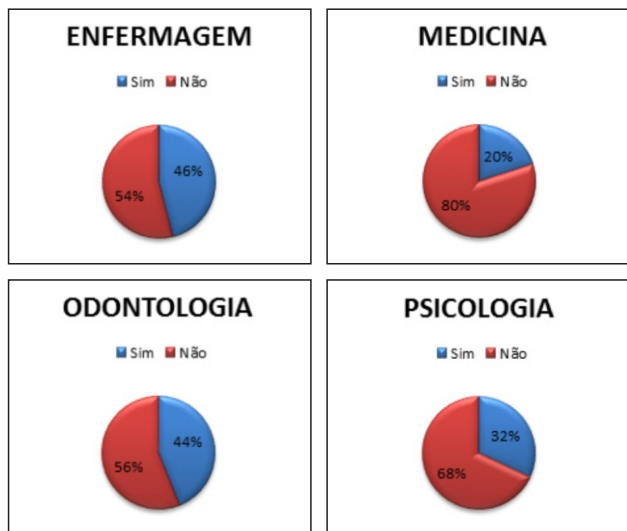 ENFERMAGEM
Sim Não
46%
54%
MEDICINA
Sim Não
20%
80%
ODONTOLOGIA
Sim Não
44%
56%
PSICOLOGIA
Sim Não
32%
68%